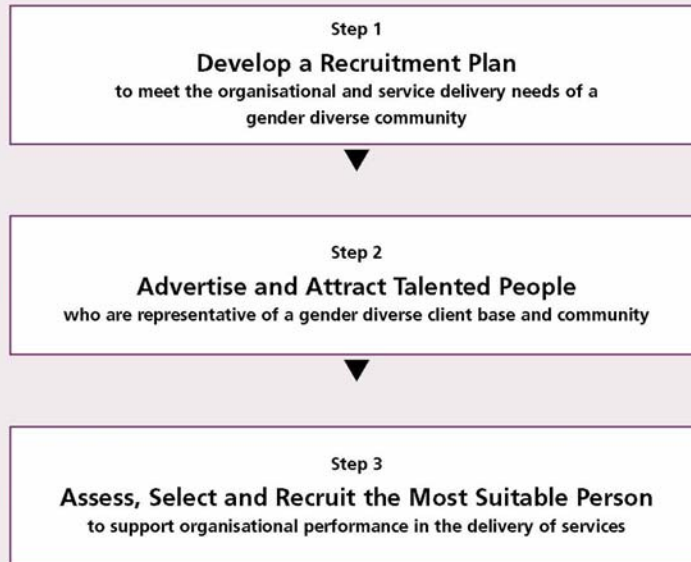 Step 1
Develop a Recruitment Plan
to meet the organisational and service delivery needs of a
gender diverse community
Step 2
Advertise and Attract Talented People
who are representative of a gender diverse client base and community
Step 3
Assess, Select and Recruit the Most Suitable Person
to support organisational performance in the delivery of services